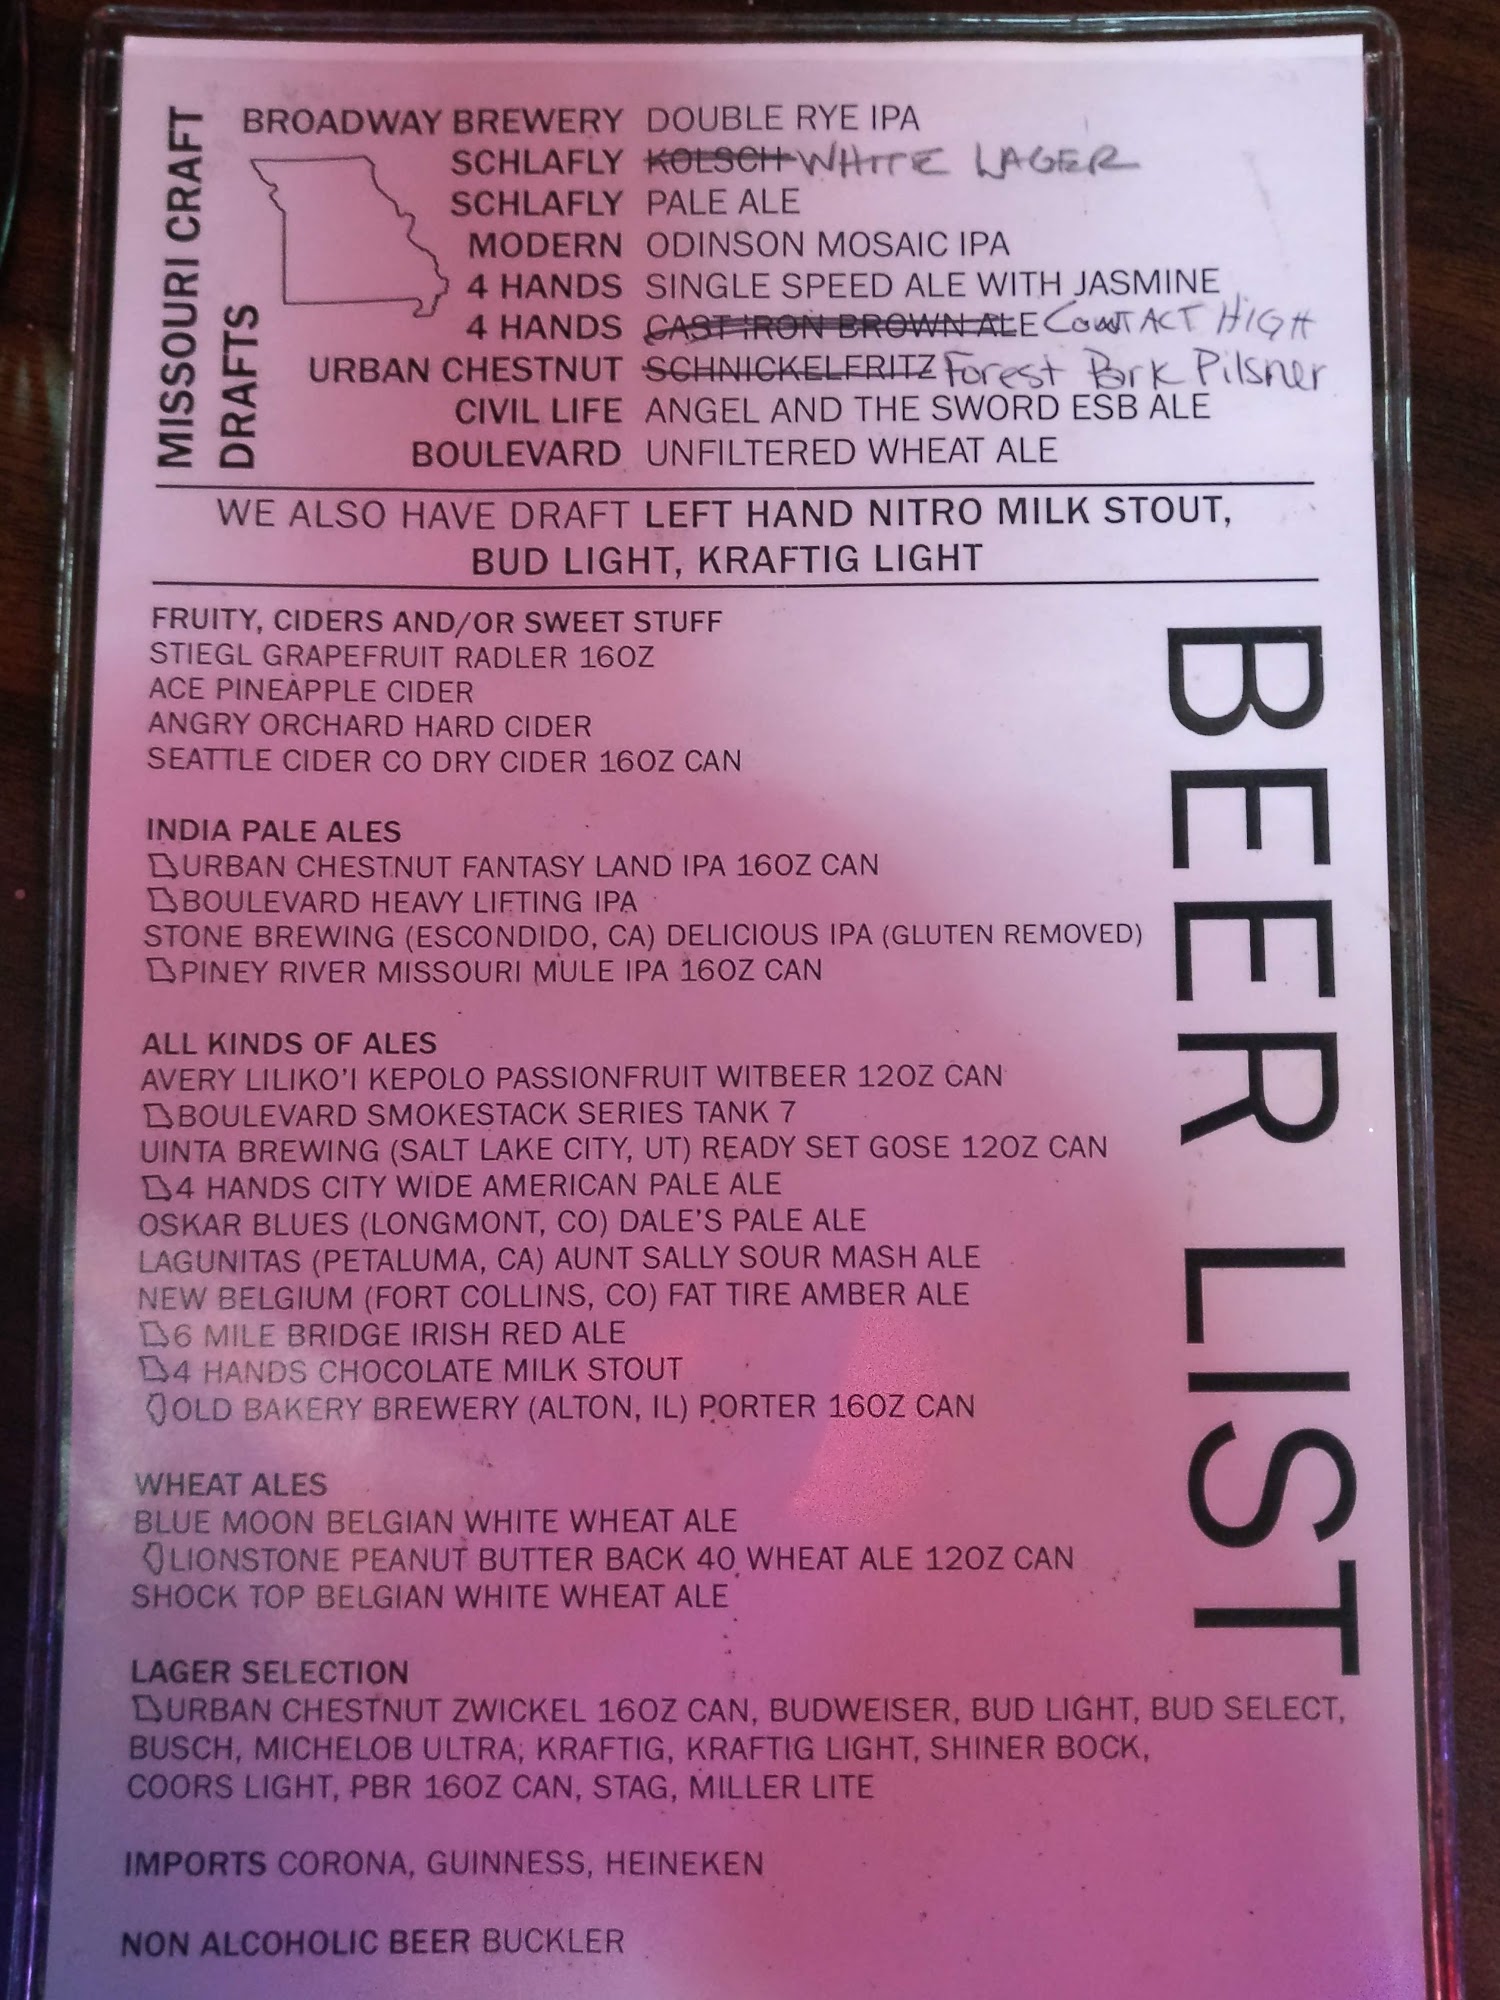 MISSOURI CRAFT
DRAFTS
BROADWAY BREWERY DOUBLE RYE IPA
SCHLAFLY KOLSCH WHITE LAGER
SCHLAFLY PALE ALE
MODERN ODINSON MOSAIC IPA
4 HANDS SINGLE SPEED ALE WITH JASMINE
4 HANDS CAST IRON BROWN ALE CONTACT HIGH
URBAN CHESTNUT SCHNICKELFRITZ Forest Park Pilsner
CIVIL LIFE ANGEL AND THE SWORD ESB ALE
BOULEVARD UNFILTERED WHEAT ALE
WE ALSO HAVE DRAFT LEFT HAND NITRO MILK STOUT,
BUD LIGHT, KRAFTIG LIGHT
BEER LIST
FRUITY, CIDERS AND/OR SWEET STUFF
STIEGL GRAPEFRUIT RADLER 16OZ
ACE PINEAPPLE CIDER
ANGRY ORCHARD HARD CIDER
SEATTLE CIDER CO DRY CIDER 16OZ CAN
INDIA PALE ALES
URBAN CHESTNUT FANTASY LAND IPA 16OZ CAN
BOULEVARD HEAVY LIFTING IPA
STONE BREWING (ESCONDIDO, CA) DELICIOUS IPA (GLUTEN REMOVED)
PINEY RIVER MISSOURI MULE IPA 16OZ CAN
ALL KINDS OF ALES
AVERY LILIKO'I KEPOLO PASSIONFRUIT WITBEER 12OZ CAN
BOULEVARD SMOKESTACK SERIES TANK 7
UINTA BREWING (SALT LAKE CITY, UT) READY SET GOSE 12OZ CAN
4 HANDS CITY WIDE AMERICAN PALE ALE
OSKAR BLUES (LONGMONT, CO) DALE'S PALE ALE
LAGUNITAS (PETALUMA, CA) AUNT SALLY SOUR MASH ALE
NEW BELGIUM (FORT COLLINS, CO) FAT TIRE AMBER ALE
6 MILE BRIDGE IRISH RED ALE
4 HANDS CHOCOLATE MILK STOUT
OLD BAKERY BREWERY (ALTON, IL) PORTER 16OZ CAN
WHEAT ALES
BLUE MOON BELGIAN WHITE WHEAT ALE
LIONSTONE PEANUT BUTTER BACK 40 WHEAT ALE 12OZ CAN
SHOCK TOP BELGIAN WHITE WHEAT ALE
LAGER SELECTION
URBAN CHESTNUT ZWICKEL 16OZ CAN, BUDWEISER, BUD LIGHT, BUD SELECT,
BUSCH, MICHELOB ULTRA, KRAFTIG, KRAFTIG LIGHT, SHINER BOCK,
COORS LIGHT, PBR 16OZ CAN, STAG, MILLER LITE
IMPORTS CORONA, GUINNESS, HEINEKEN
NON ALCOHOLIC BEER BUCKLER